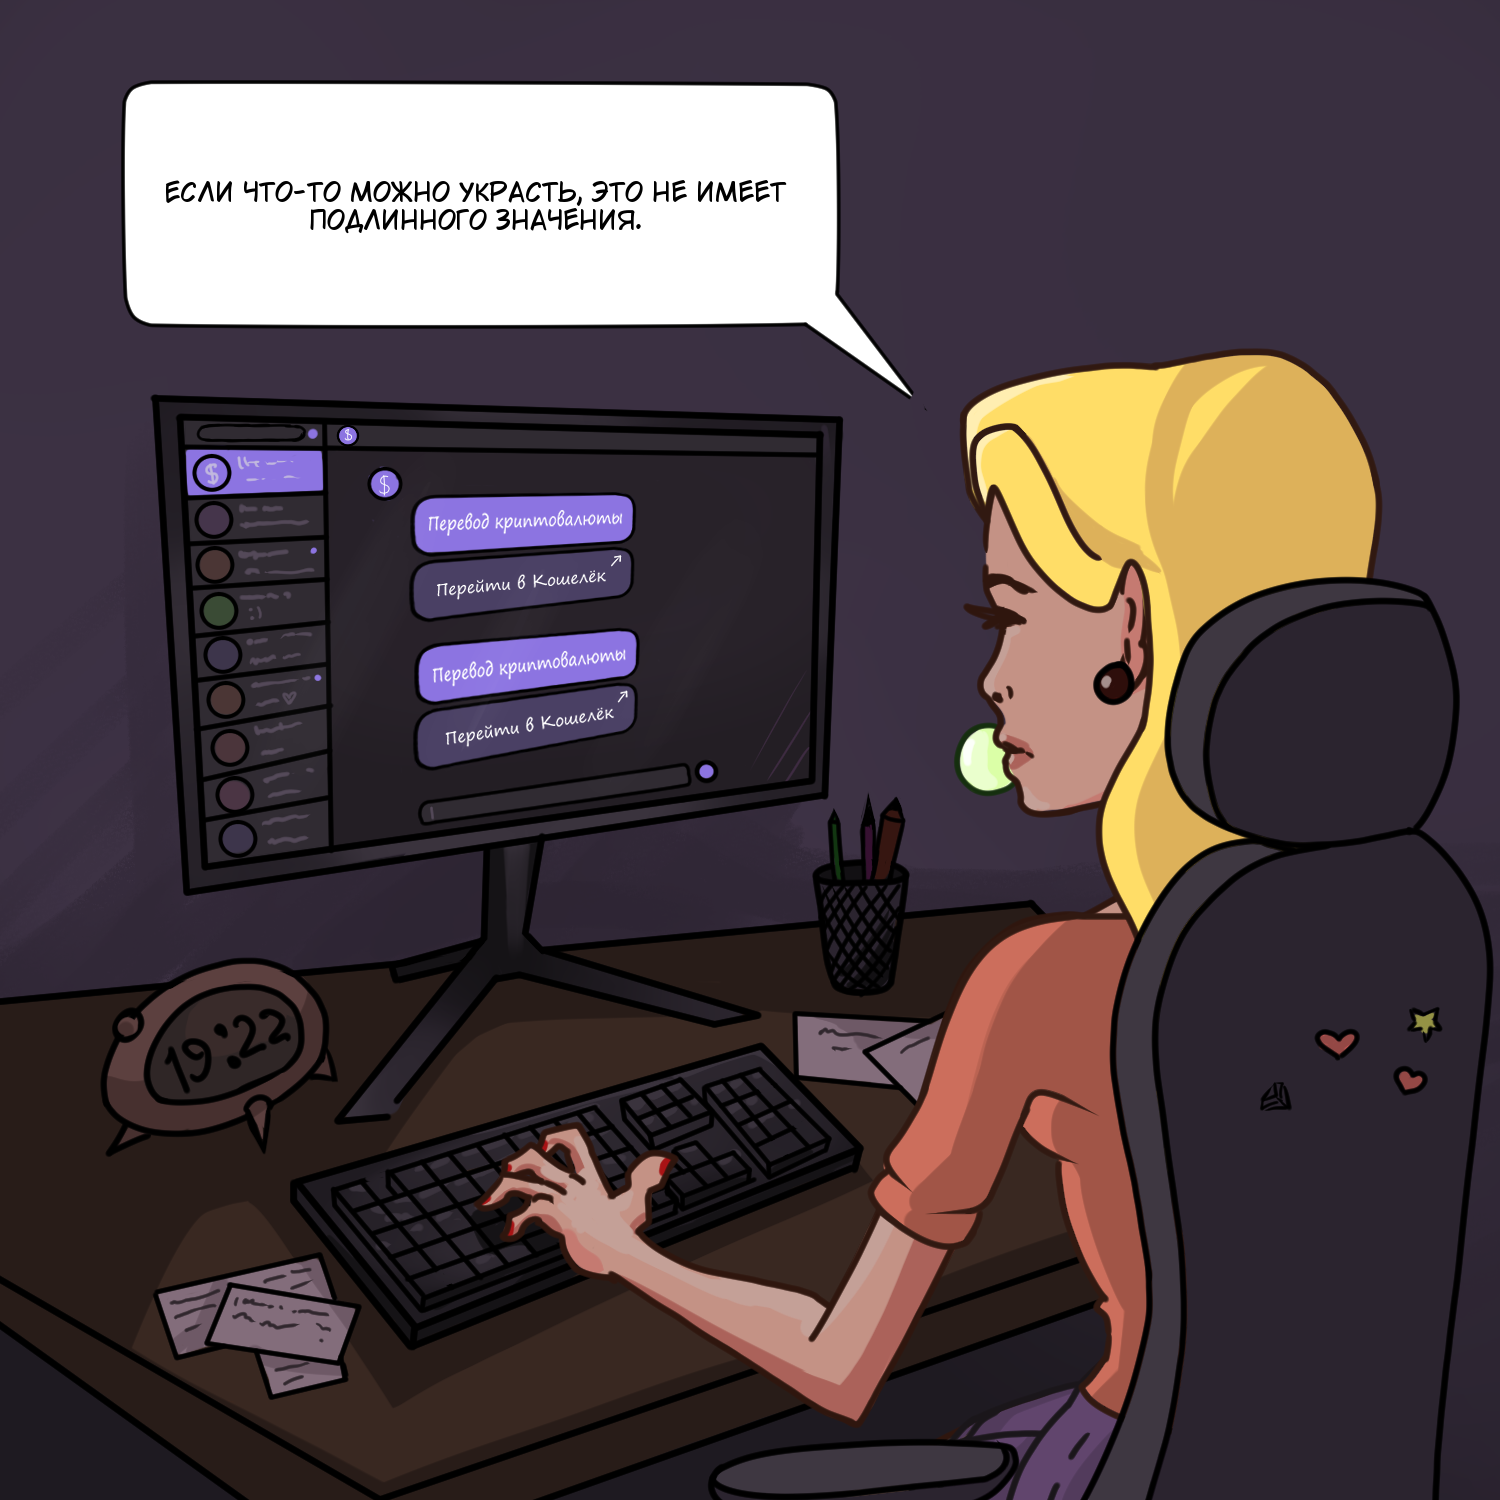 ЕСЛИ ЧТО-ТО МОЖНО УКРАСТЬ, ЭТО НЕ ИМЕЕТ
ПОДЛИННОГО ЗНАЧЕНИЯ.
$
$
$
Перевод криптовалюты
Перейти в Кошелёк
:)
Перевод криптовалюты
Перейти в Кошелёк
19:22